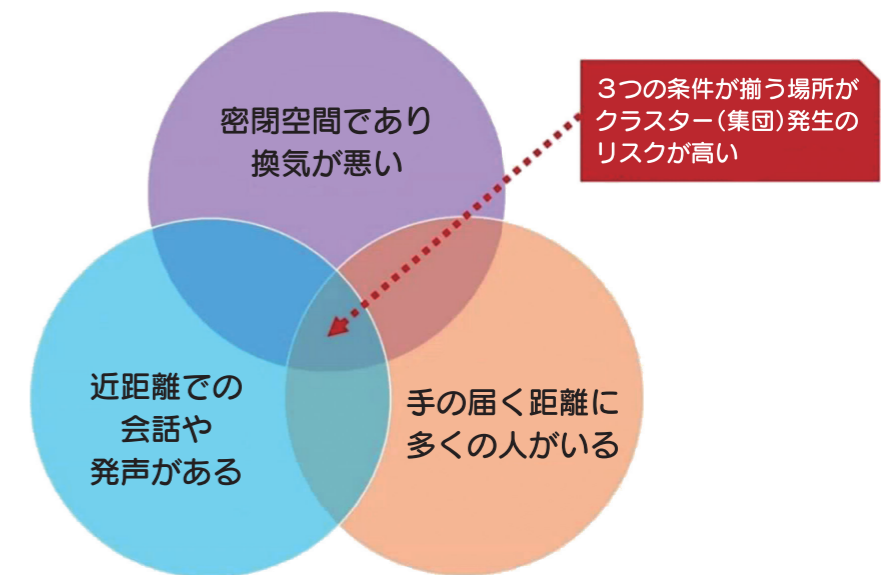 密閉空間であり
換気が悪い
３つの条件が揃う場所が
クラスター(集団)発生の
リスクが高い
近距離での
会話や
発声がある
手の届く距離に
多くの人がいる